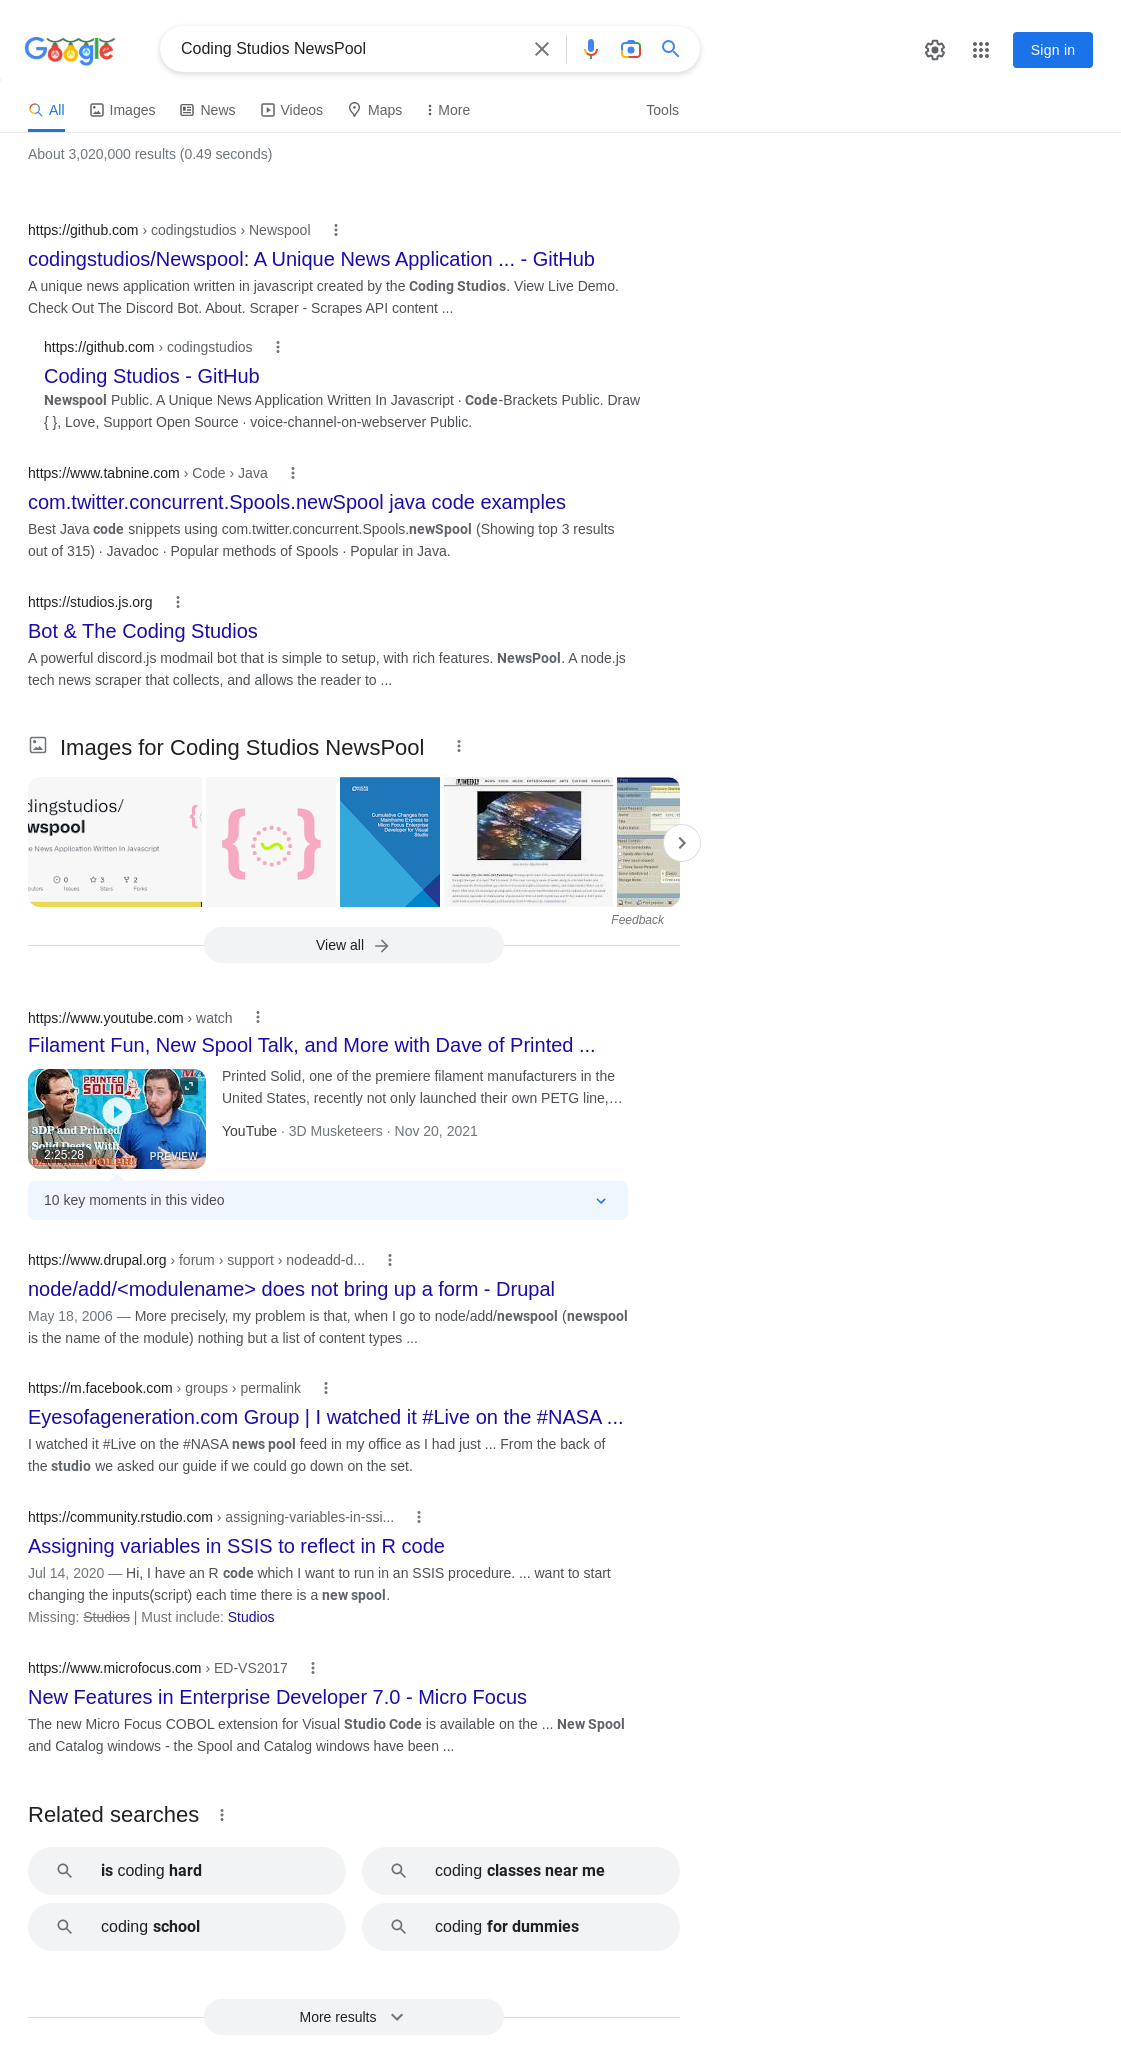 Google
Coding Studios NewsPool
Sign in
All
Images
News
Videos
Maps
More
Tools
About 3,020,000 results (0.49 seconds)
https://github.com › codingstudios › Newspool
codingstudios/Newspool: A Unique News Application ... - GitHub
A unique news application written in javascript created by the Coding Studios. View Live Demo.
Check Out The Discord Bot. About. Scraper - Scrapes API content ...
https://github.com › codingstudios
Coding Studios - GitHub
Newspool Public. A Unique News Application Written In Javascript · Code-Brackets Public. Draw
{ }, Love, Support Open Source · voice-channel-on-webserver Public.
https://www.tabnine.com › Code › Java
com.twitter.concurrent.Spools.newSpool java code examples
Best Java code snippets using com.twitter.concurrent.Spools.newSpool (Showing top 3 results
out of 315) · Javadoc · Popular methods of Spools · Popular in Java.
https://studios.js.org
Bot & The Coding Studios
A powerful discord.js modmail bot that is simple to setup, with rich features. NewsPool. A node.js
tech news scraper that collects, and allows the reader to ...
Images for Coding Studios NewsPool
dingstudios/
wspool
e News Application Written In Javascript
0
3
2
utors
Issues
Stars
Forks
Cumulative Changes from
Mainframe Express to
Micro Focus Enterprise
Developer for Visual
Studio
Feedback
View all
https://www.youtube.com › watch
Filament Fun, New Spool Talk, and More with Dave of Printed ...
PRINTED
SOLID
3DP and Printed
Solid Deets With
2:25:28
PREVIEW
Printed Solid, one of the premiere filament manufacturers in the
United States, recently not only launched their own PETG line,...
YouTube · 3D Musketeers · Nov 20, 2021
10 key moments in this video
https://www.drupal.org › forum › support › nodeadd-d...
node/add/<modulename> does not bring up a form - Drupal
May 18, 2006 — More precisely, my problem is that, when I go to node/add/newspool (newspool
is the name of the module) nothing but a list of content types ...
https://m.facebook.com › groups › permalink
Eyesofageneration.com Group | I watched it #Live on the #NASA ...
I watched it #Live on the #NASA news pool feed in my office as I had just ... From the back of
the studio we asked our guide if we could go down on the set.
https://community.rstudio.com › assigning-variables-in-ssi...
Assigning variables in SSIS to reflect in R code
Jul 14, 2020 — Hi, I have an R code which I want to run in an SSIS procedure. ... want to start
changing the inputs(script) each time there is a new spool.
Missing: Studios | Must include: Studios
https://www.microfocus.com › ED-VS2017
New Features in Enterprise Developer 7.0 - Micro Focus
The new Micro Focus COBOL extension for Visual Studio Code is available on the ... New Spool
and Catalog windows - the Spool and Catalog windows have been ...
Related searches
is coding hard
coding classes near me
coding school
coding for dummies
More results